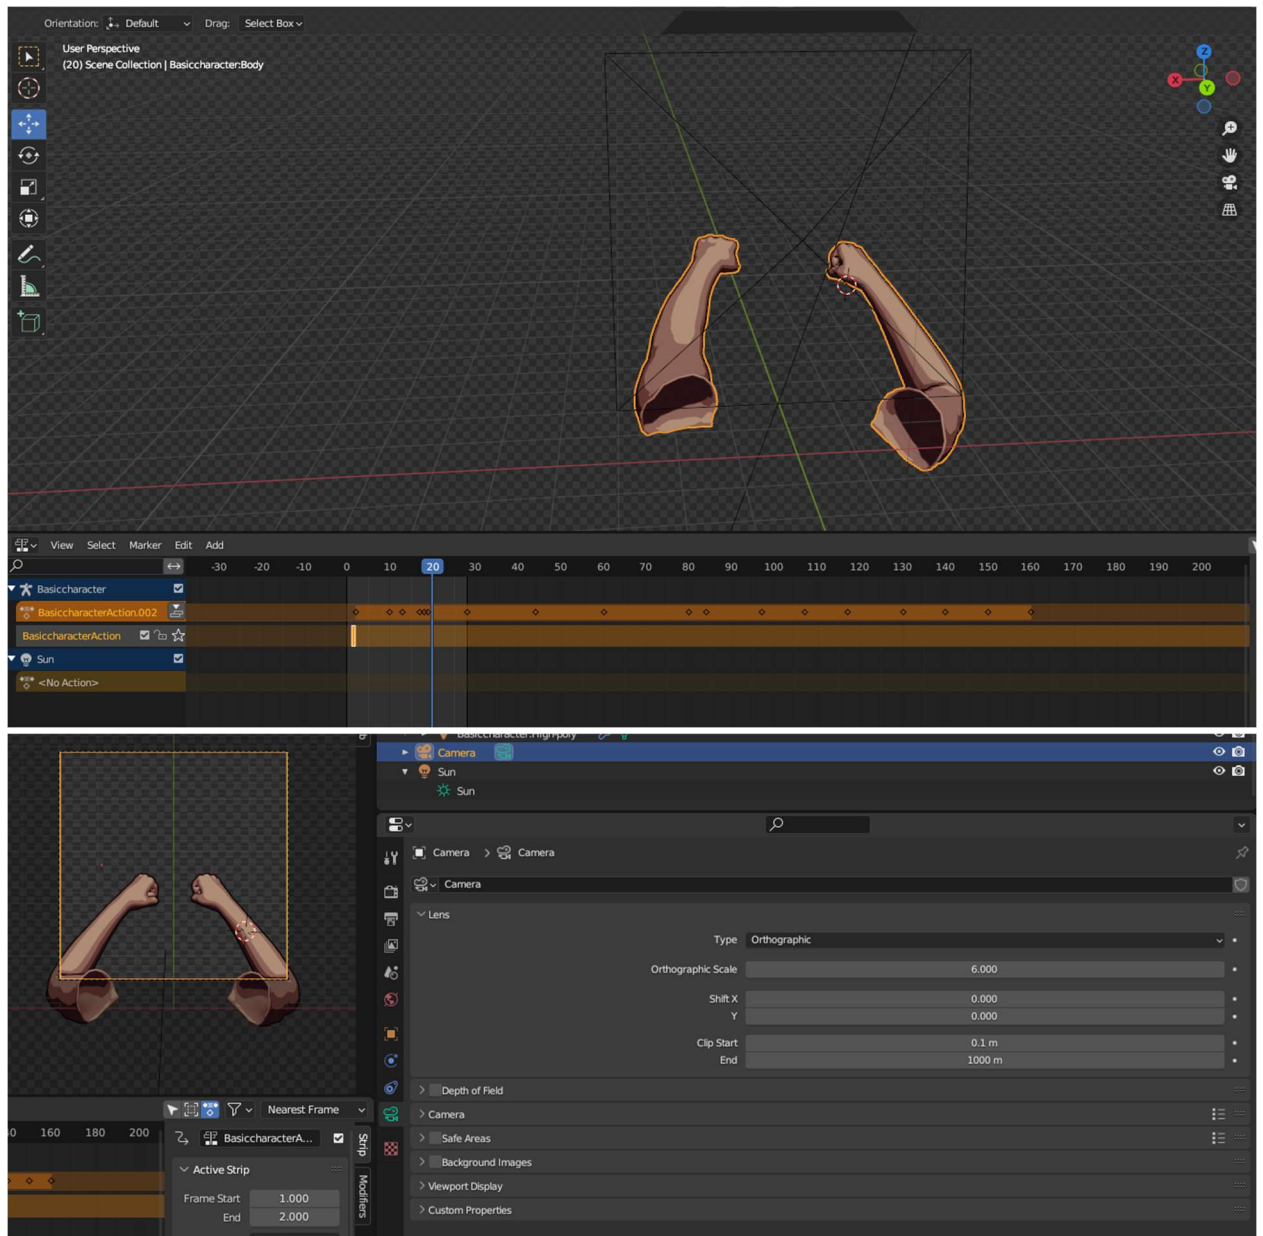 Orientation: Default Drag: Select Box
User Perspective
(20) Scene Collection | Basiccharacter:Body
Z
X
Y
View Select Marker Edit Add
-30 -20 -10 0 10 20 30 40 50 60 70 80 90 100 110 120 130 140 150 160 170 180 190 200
Basiccharacter
BasiccharacterAction.002
BasiccharacterAction
Sun
<No Action>
Basiccharacter:High-poly
Camera
Sun
Sun
Camera > Camera
Camera
Lens
Type Orthographic
Orthographic Scale 6.000
Shift X 0.000
Y 0.000
Clip Start 0.1 m
End 1000 m
Depth of Field
Camera
Safe Areas
Background Images
Viewport Display
Custom Properties
Nearest Frame
160 180 200
BasiccharacterA...
Strip
Active Strip
Modifiers
Frame Start 1.000
End 2.000